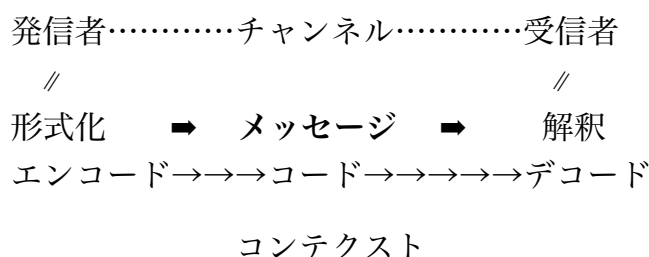 発信者…………チャンネル…………受信者
〃 〃
形式化 ➡ メッセージ ➡ 解釈
エンコード→→→コード→→→→→デコード
コンテクスト